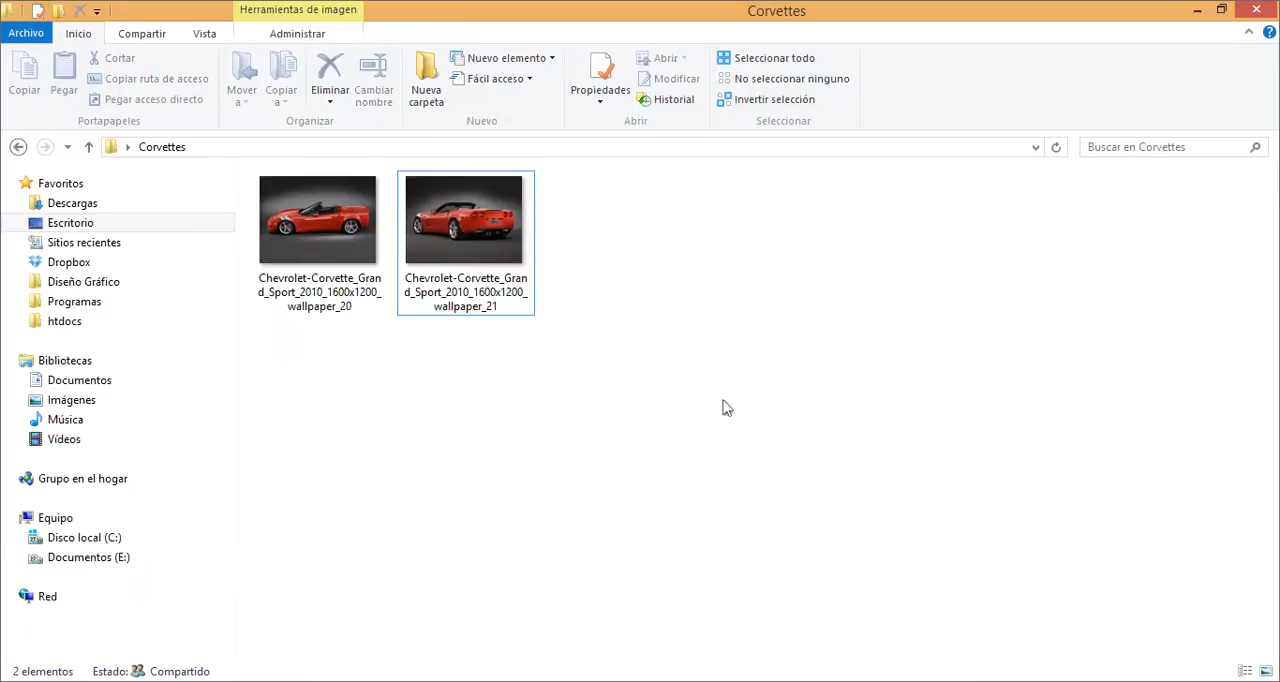 Herramientas de imagen
Corvettes
Archivo
Inicio
Compartir
Vista
Administrar
Copiar
Pegar
Cortar
Copiar ruta de acceso
Pegar acceso directo
Portapapeles
Mover a
Copiar a
Eliminar
Cambiar nombre
Organizar
Nueva carpeta
Nuevo elemento
Fácil acceso
Nuevo
Propiedades
Abrir
Modificar
Historial
Abrir
Seleccionar todo
No seleccionar ninguno
Invertir selección
Seleccionar
Corvettes
Buscar en Corvettes
Favoritos
Descargas
Escritorio
Sitios recientes
Dropbox
Diseño Gráfico
Programas
htdocs
Bibliotecas
Documentos
Imágenes
Música
Vídeos
Grupo en el hogar
Equipo
Disco local (C:)
Documentos (E:)
Red
Chevrolet-Corvette_Gran
d_Sport_2010_1600x1200_
wallpaper_20
Chevrolet-Corvette_Gran
d_Sport_2010_1600x1200_
wallpaper_21
2 elementos
Estado: Compartido